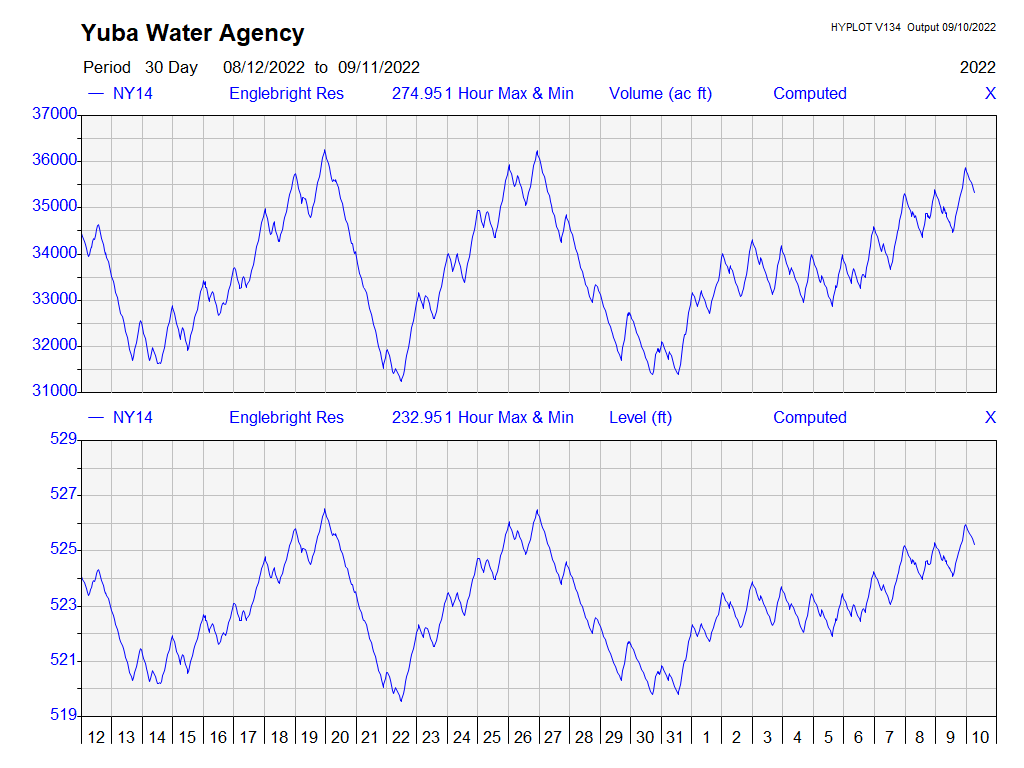 Yuba Water Agency
HYPLOT V134 Output 09/10/2022
Period 30 Day 08/12/2022 to 09/11/2022 2022
NY14 Englebright Res 274.951 Hour Max & Min Volume (ac ft) Computed X
37000
36000
35000
34000
33000
32000
31000
NY14 Englebright Res 232.951 Hour Max & Min Level (ft) Computed X
529
527
525
523
521
519
12 13 14 15 16 17 18 19 20 21 22 23 24 25 26 27 28 29 30 31 1 2 3 4 5 6 7 8 9 10